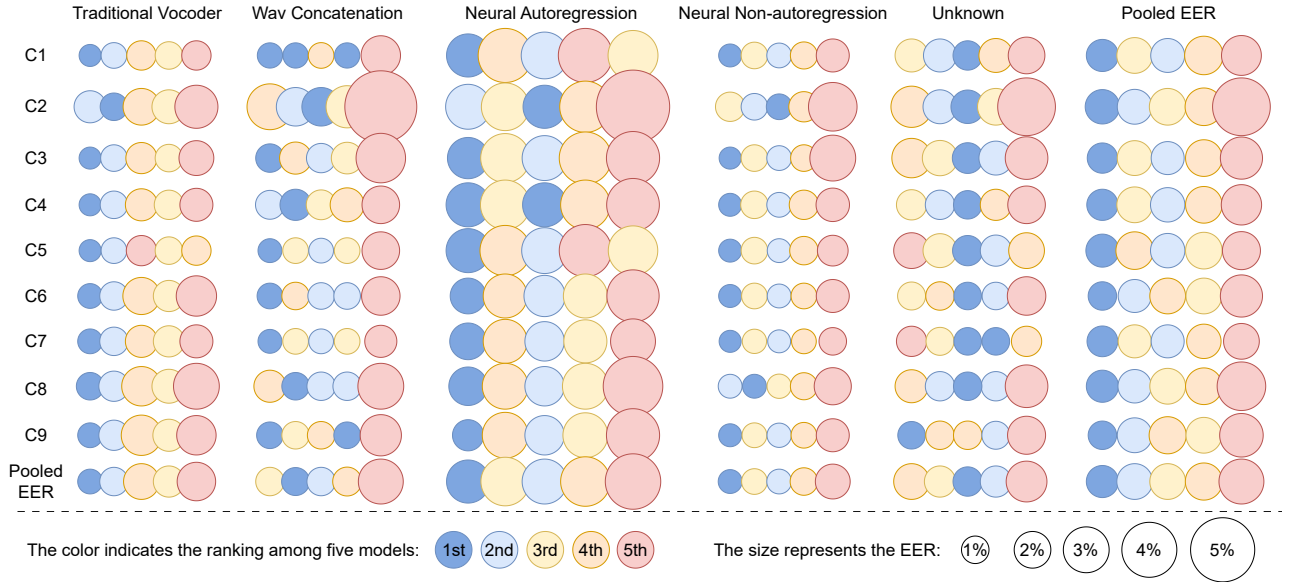 Traditional Vocoder Wav Concatenation Neural Autoregression Neural Non-autoregression Unknown Pooled EER
C1
C2
C3
C4
C5
C6
C7
C8
C9
Pooled
EER
The color indicates the ranking among five models: 1st 2nd 3rd 4th 5th The size represents the EER: 1% 2% 3% 4% 5%